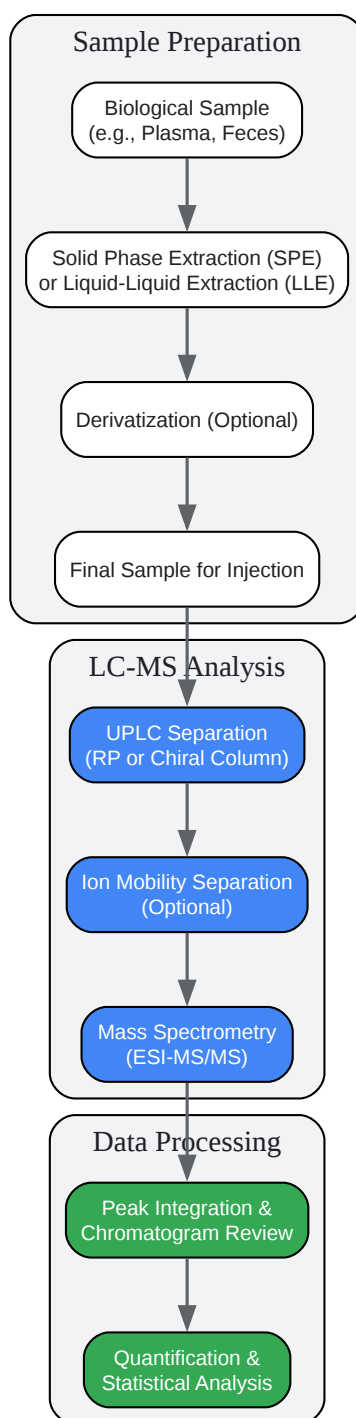 Sample Preparation
Biological Sample
(e.g., Plasma, Feces)
Solid Phase Extraction (SPE)
or Liquid-Liquid Extraction (LLE)
Derivatization (Optional)
Final Sample for Injection
LC-MS Analysis
UPLC Separation
(RP or Chiral Column)
Ion Mobility Separation
(Optional)
Mass Spectrometry
(ESI-MS/MS)
Data Processing
Peak Integration &
Chromatogram Review
Quantification &
Statistical Analysis